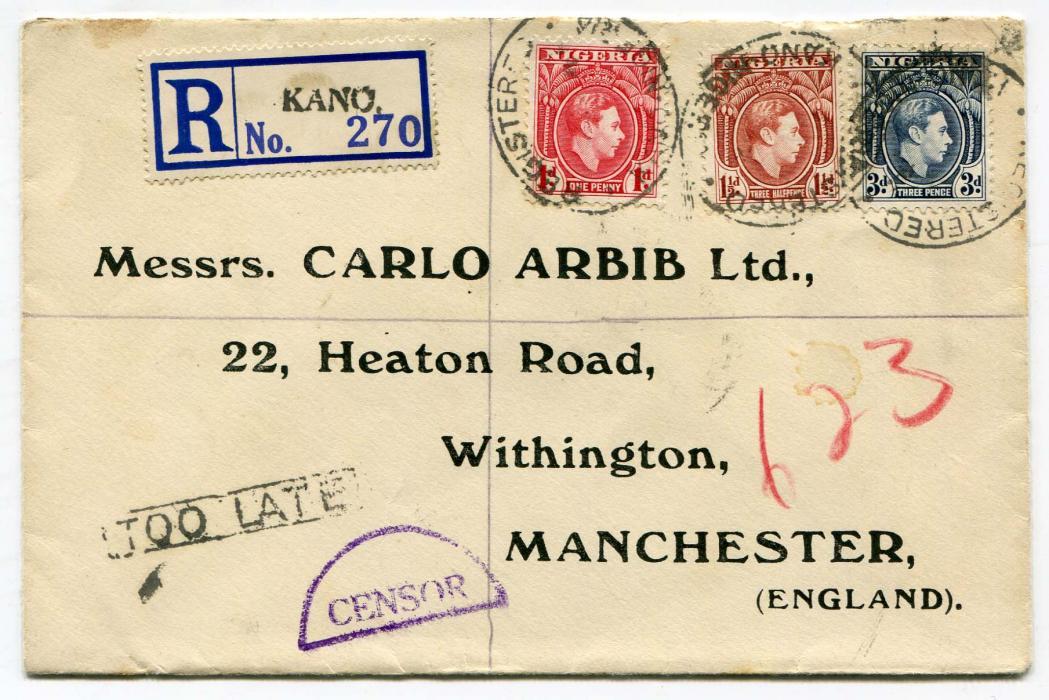 R No. KANO. 270
NIGERIA
1d ONE PENNY 1d
NIGERIA
1½d THREE HALFPENCE 1½d
NIGERIA
3d THREE PENCE 3d
Messrs. CARLO ARBIB Ltd.,
22, Heaton Road,
Withington,
MANCHESTER,
(ENGLAND).
623
TOO LATE
CENSOR